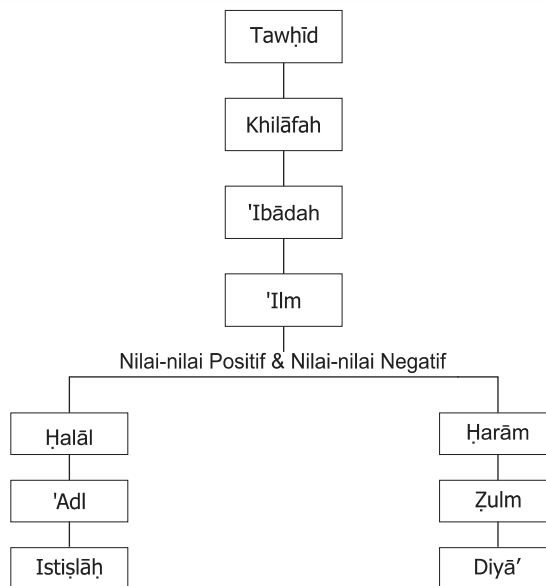 Tawḥīd
Khilāfah
'Ibādah
'Ilm
Nilai-nilai Positif & Nilai-nilai Negatif
Ḥalāl
Ḥarām
'Adl
Ẓulm
Istiṣlāḥ
Diyā’